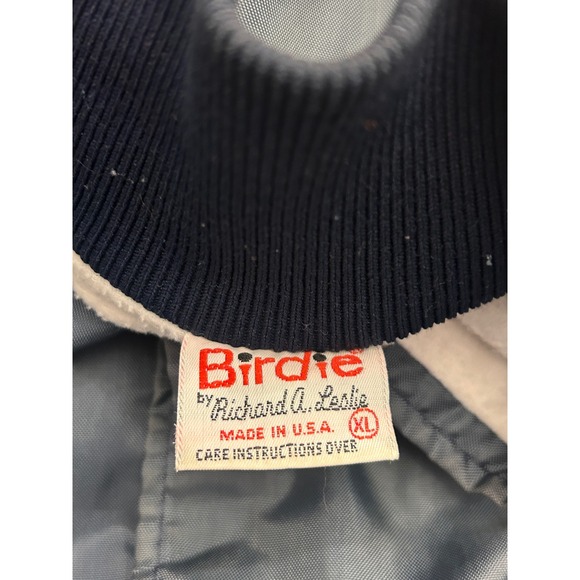 Birdie®
by Richard A. Leslie
MADE IN U.S.A. XL
CARE INSTRUCTIONS OVER